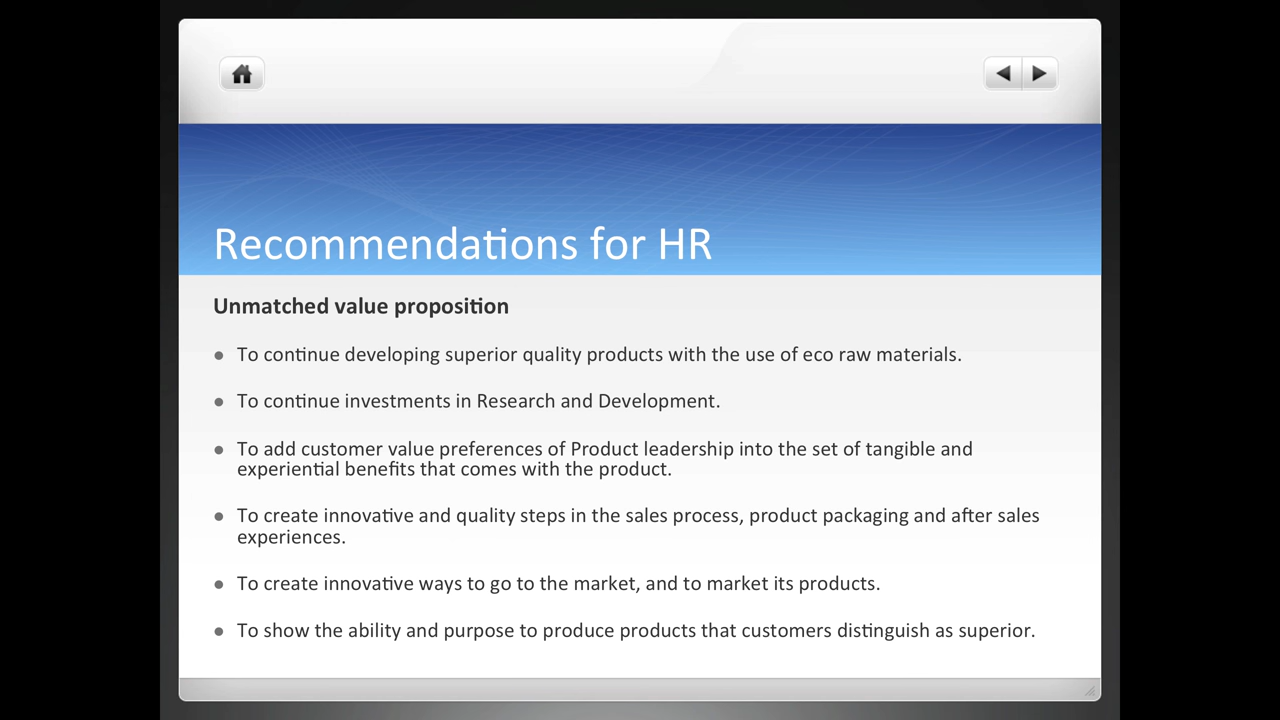 Recommendations for HR
Unmatched value proposition
To continue developing superior quality products with the use of eco raw materials.
To continue investments in Research and Development.
To add customer value preferences of Product leadership into the set of tangible and
experiential benefits that comes with the product.
To create innovative and quality steps in the sales process, product packaging and after sales
experiences.
To create innovative ways to go to the market, and to market its products.
To show the ability and purpose to produce products that customers distinguish as superior.